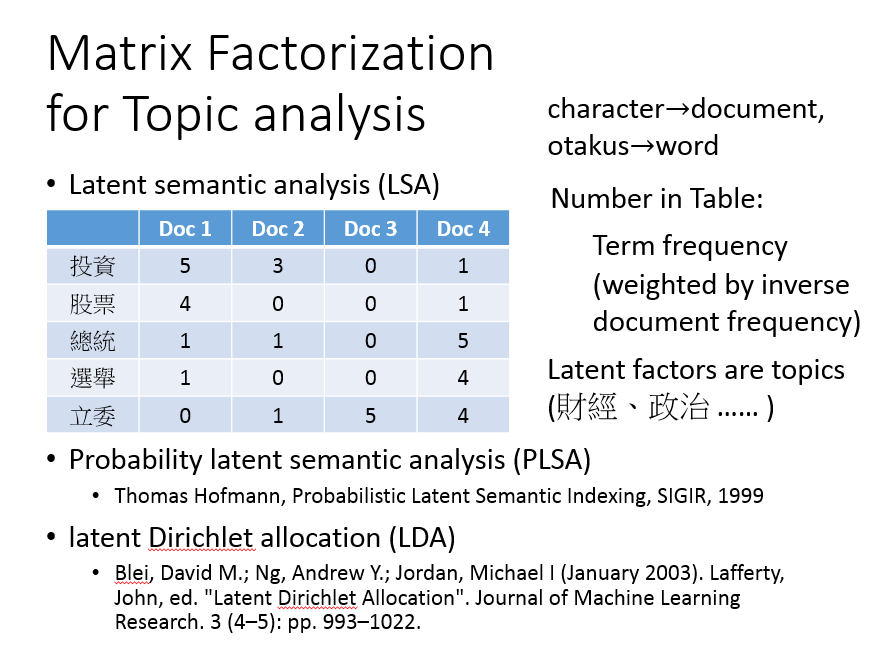 Matrix Factorization
for Topic analysis
character→document,
otakus→word
• Latent semantic analysis (LSA)
Number in Table:
Term frequency
(weighted by inverse
document frequency)
Latent factors are topics
(財經、政治 …… )
Doc 1 Doc 2 Doc 3 Doc 4
投資 5 3 0 1
股票 4 0 0 1
總統 1 1 0 5
選舉 1 0 0 4
立委 0 1 5 4
• Probability latent semantic analysis (PLSA)
• Thomas Hofmann, Probabilistic Latent Semantic Indexing, SIGIR, 1999
• latent Dirichlet allocation (LDA)
• Blei, David M.; Ng, Andrew Y.; Jordan, Michael I (January 2003). Lafferty,
John, ed. "Latent Dirichlet Allocation". Journal of Machine Learning
Research. 3 (4–5): pp. 993–1022.